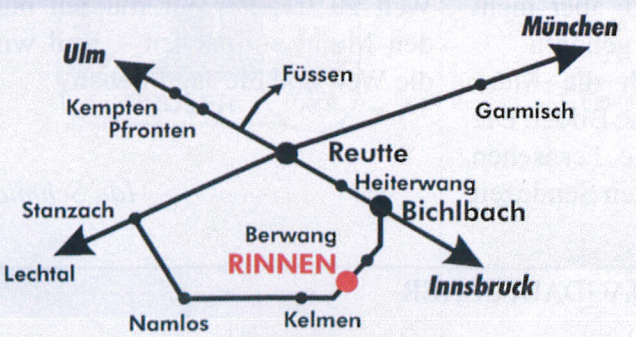 München
Ulm
Füssen
Kempten
Pfronten
Garmisch
Reutte
Heiterwang
Stanzach
Bichlbach
Berwang
RINNEN
Lechtal
Innsbruck
Namlos
Kelmen